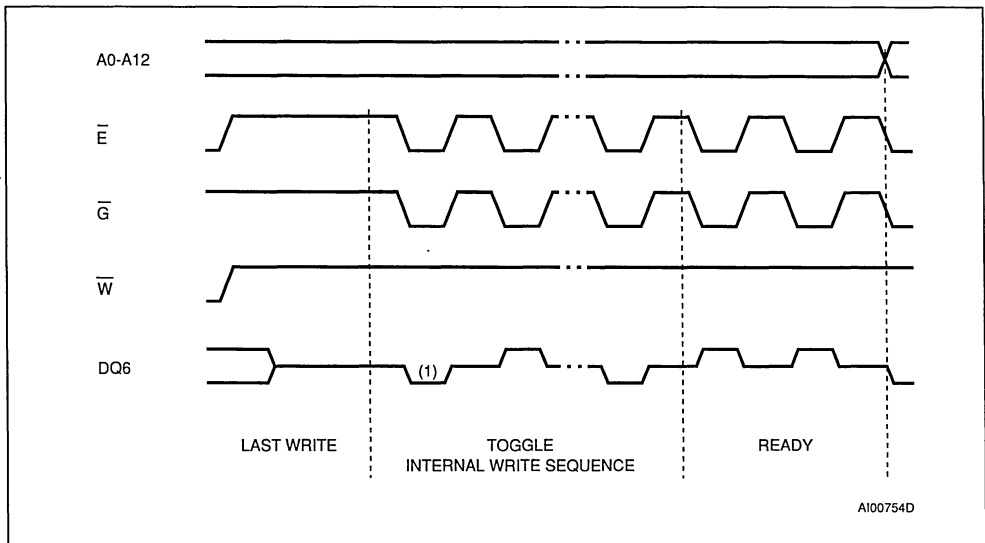 A0-A12
E̅
G̅
W̅
DQ6
(1)
LAST WRITE
TOGGLE
INTERNAL WRITE SEQUENCE
READY
AI00754D